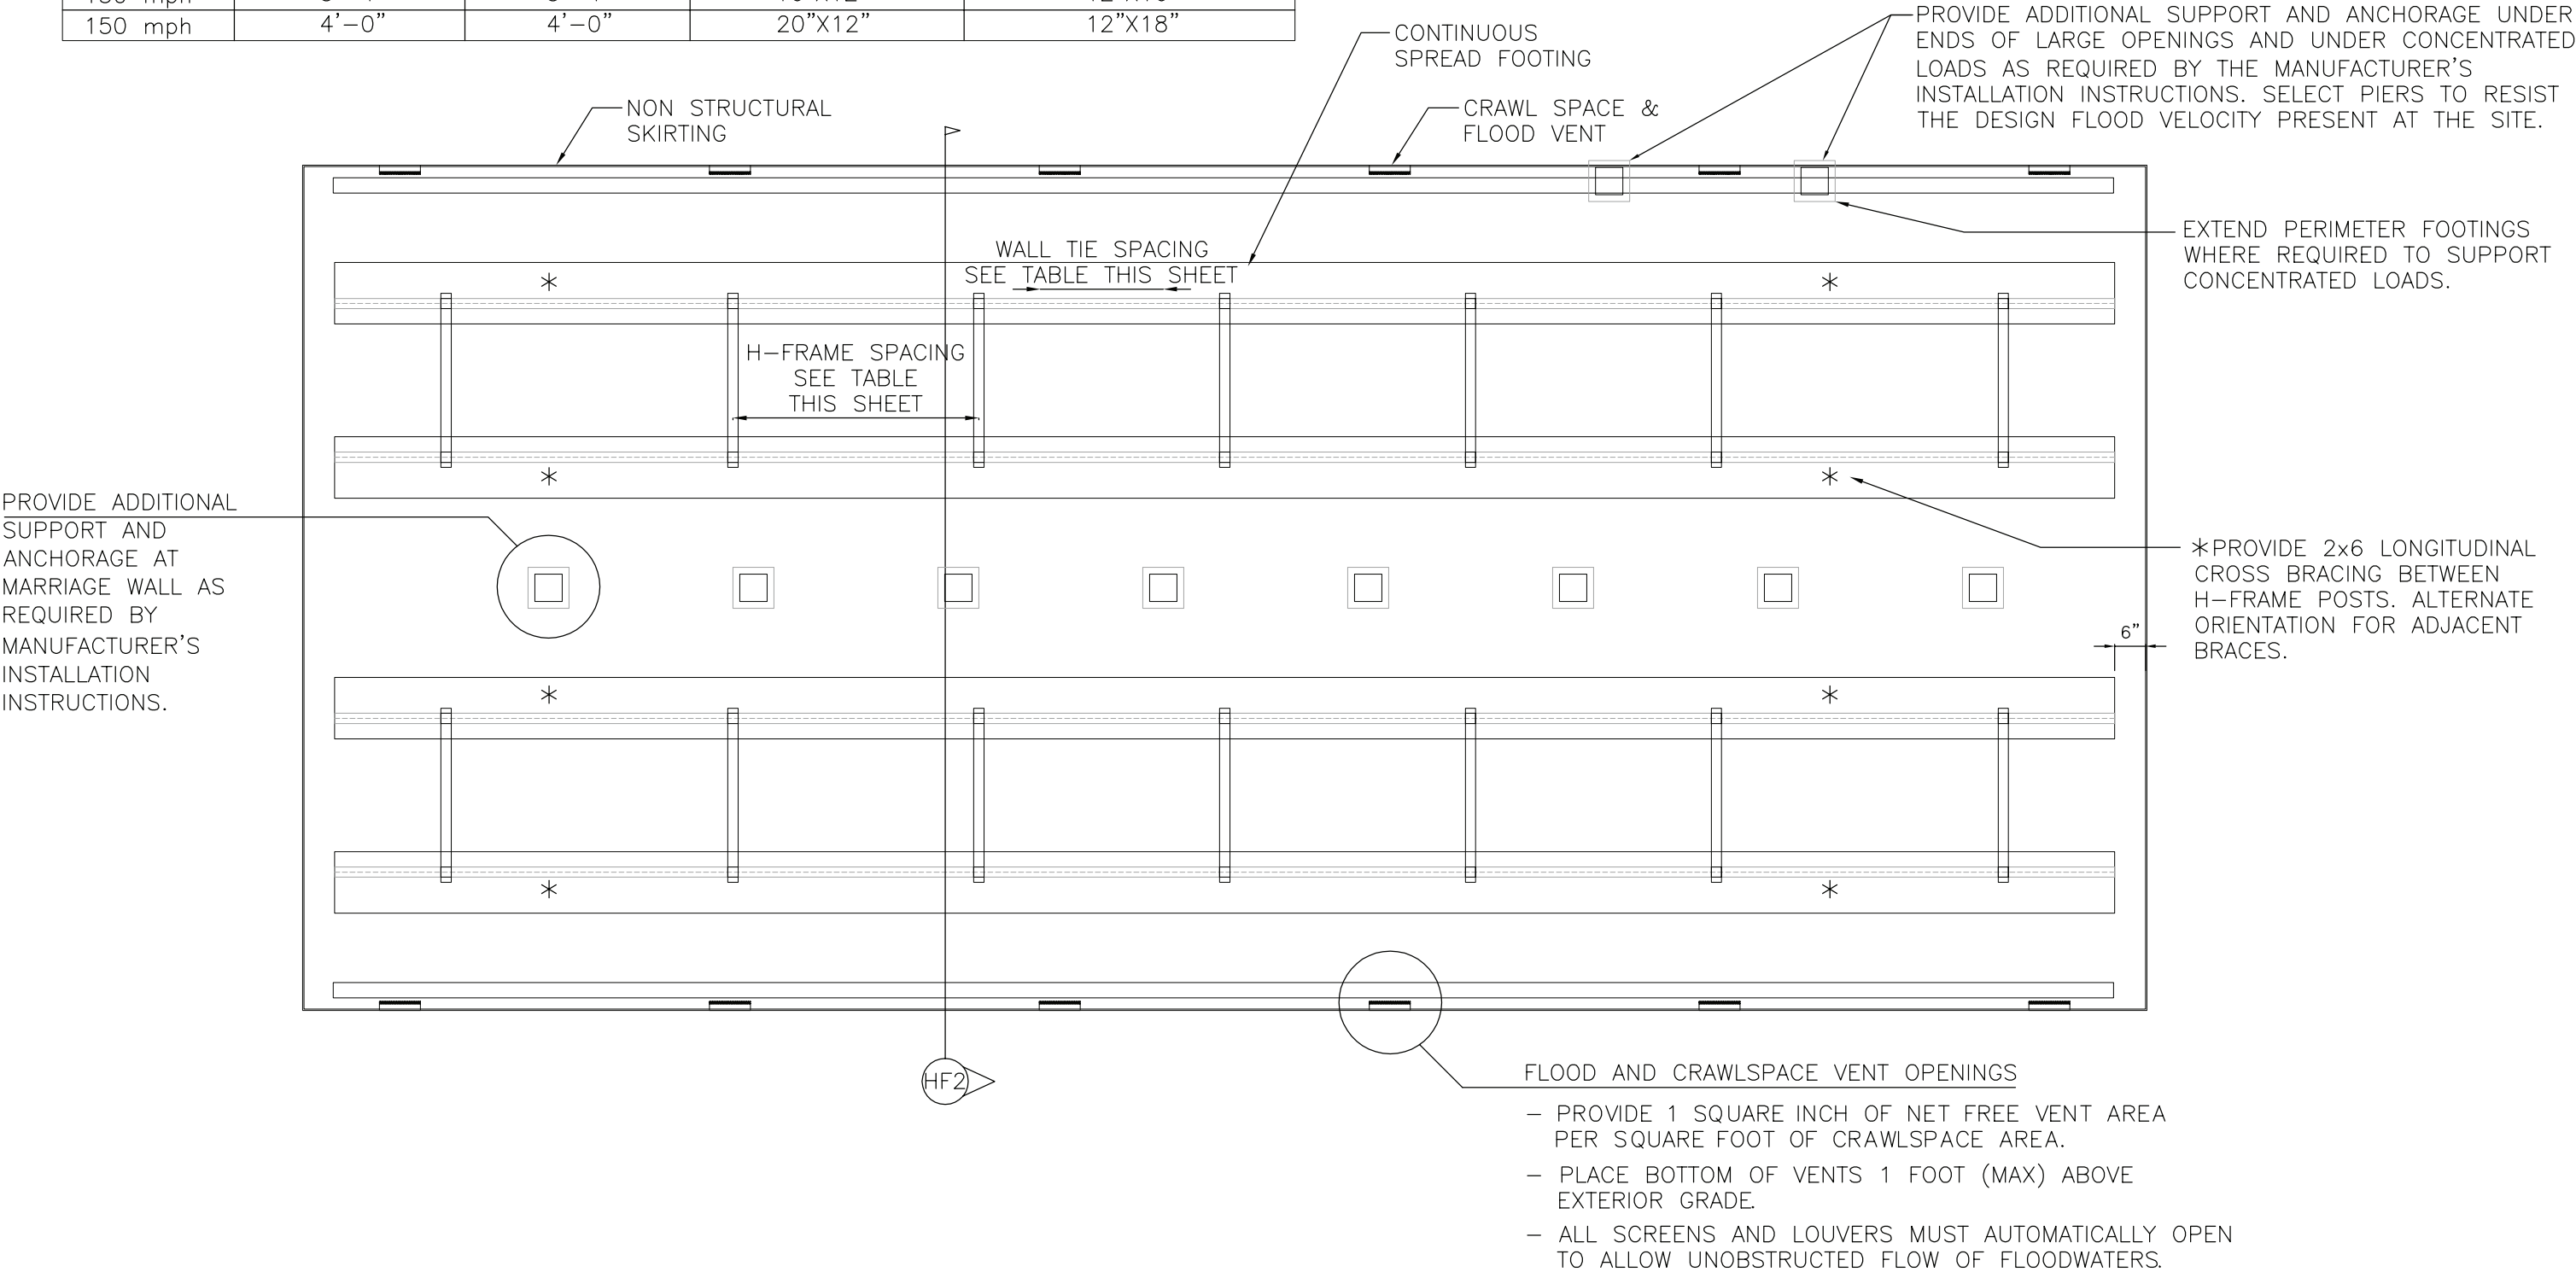 150 mph 4'-0" 4'-0" 20"X12" 12"X18"
CONTINUOUS
SPREAD FOOTING
PROVIDE ADDITIONAL SUPPORT AND ANCHORAGE UNDER
ENDS OF LARGE OPENINGS AND UNDER CONCENTRATED
LOADS AS REQUIRED BY THE MANUFACTURER'S
INSTALLATION INSTRUCTIONS. SELECT PIERS TO RESIST
THE DESIGN FLOOD VELOCITY PRESENT AT THE SITE.
NON STRUCTURAL
SKIRTING
CRAWL SPACE &
FLOOD VENT
EXTEND PERIMETER FOOTINGS
WHERE REQUIRED TO SUPPORT
CONCENTRATED LOADS.
WALL TIE SPACING
SEE TABLE THIS SHEET
* *
H-FRAME SPACING
SEE TABLE
THIS SHEET
* *
PROVIDE ADDITIONAL
SUPPORT AND
ANCHORAGE AT
MARRIAGE WALL AS
REQUIRED BY
MANUFACTURER'S
INSTALLATION
INSTRUCTIONS.
*PROVIDE 2x6 LONGITUDINAL
CROSS BRACING BETWEEN
H-FRAME POSTS. ALTERNATE
ORIENTATION FOR ADJACENT
BRACES.
6"
* *
* *
HF2
FLOOD AND CRAWLSPACE VENT OPENINGS
- PROVIDE 1 SQUARE INCH OF NET FREE VENT AREA
PER SQUARE FOOT OF CRAWLSPACE AREA.
- PLACE BOTTOM OF VENTS 1 FOOT (MAX) ABOVE
EXTERIOR GRADE.
- ALL SCREENS AND LOUVERS MUST AUTOMATICALLY OPEN
TO ALLOW UNOBSTRUCTED FLOW OF FLOODWATERS.